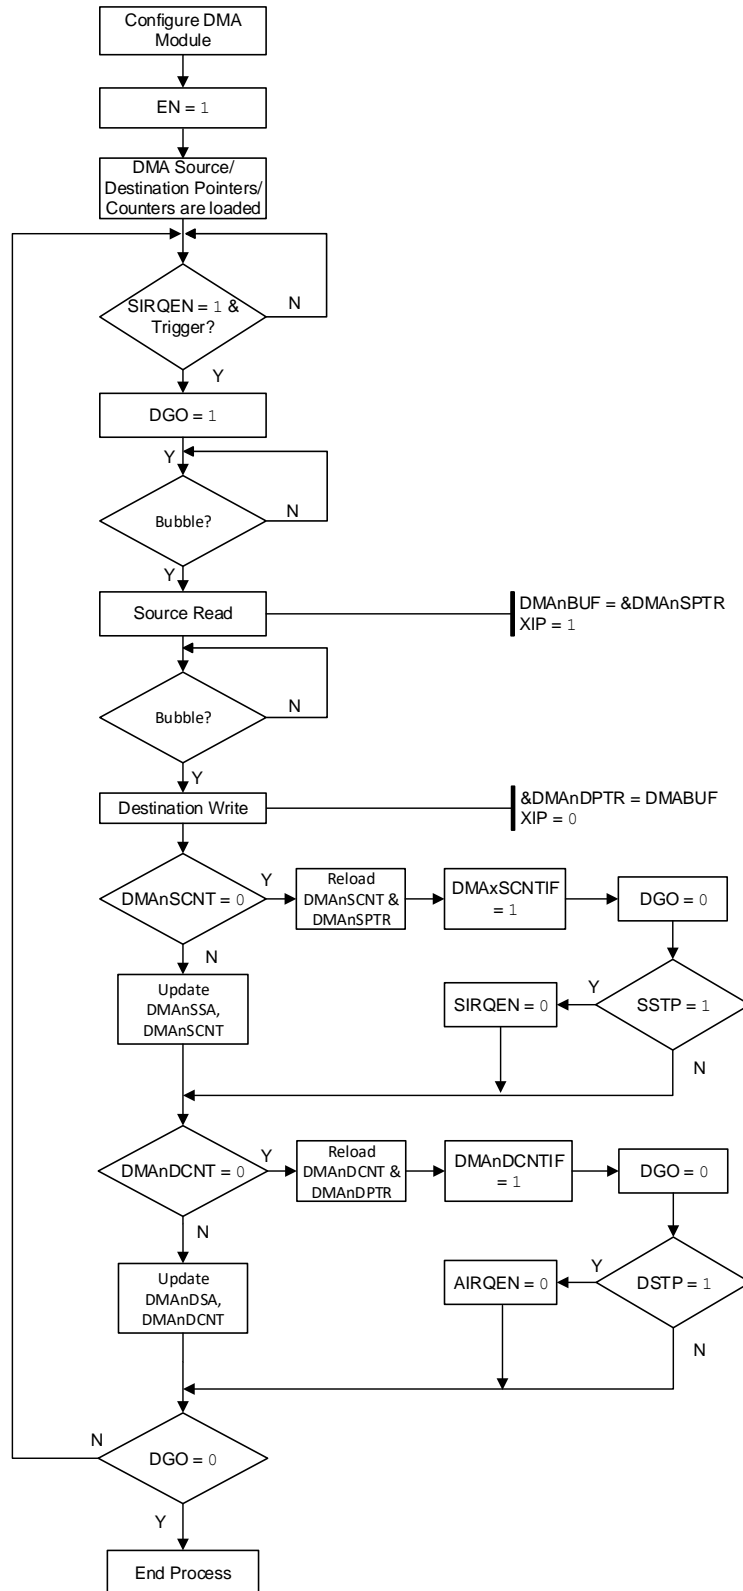 Configure DMA
Module
EN = 1
DMA Source/
Destination Pointers/
Counters are loaded
SIRQEN = 1 &
Trigger?
N
Y
DGO = 1
Y
Bubble?
N
Y
Source Read
DMAnBUF = &DMAnSPTR
XIP = 1
Bubble?
N
Y
Destination Write
&DMAnDPTR = DMABUF
XIP = 0
DMAnSCNT = 0
Y
Reload
DMAnSCNT &
DMAnSPTR
DMAxSCNTIF
= 1
DGO = 0
N
Update
DMAnSSA,
DMAnSCNT
SIRQEN = 0
Y
SSTP = 1
N
DMAnDCNT = 0
Y
Reload
DMAnDCNT &
DMAnDPTR
DMAnDCNTIF
= 1
DGO = 0
N
Update
DMAnDSA,
DMAnDCNT
AIRQEN = 0
Y
DSTP = 1
N
N
DGO = 0
Y
End Process